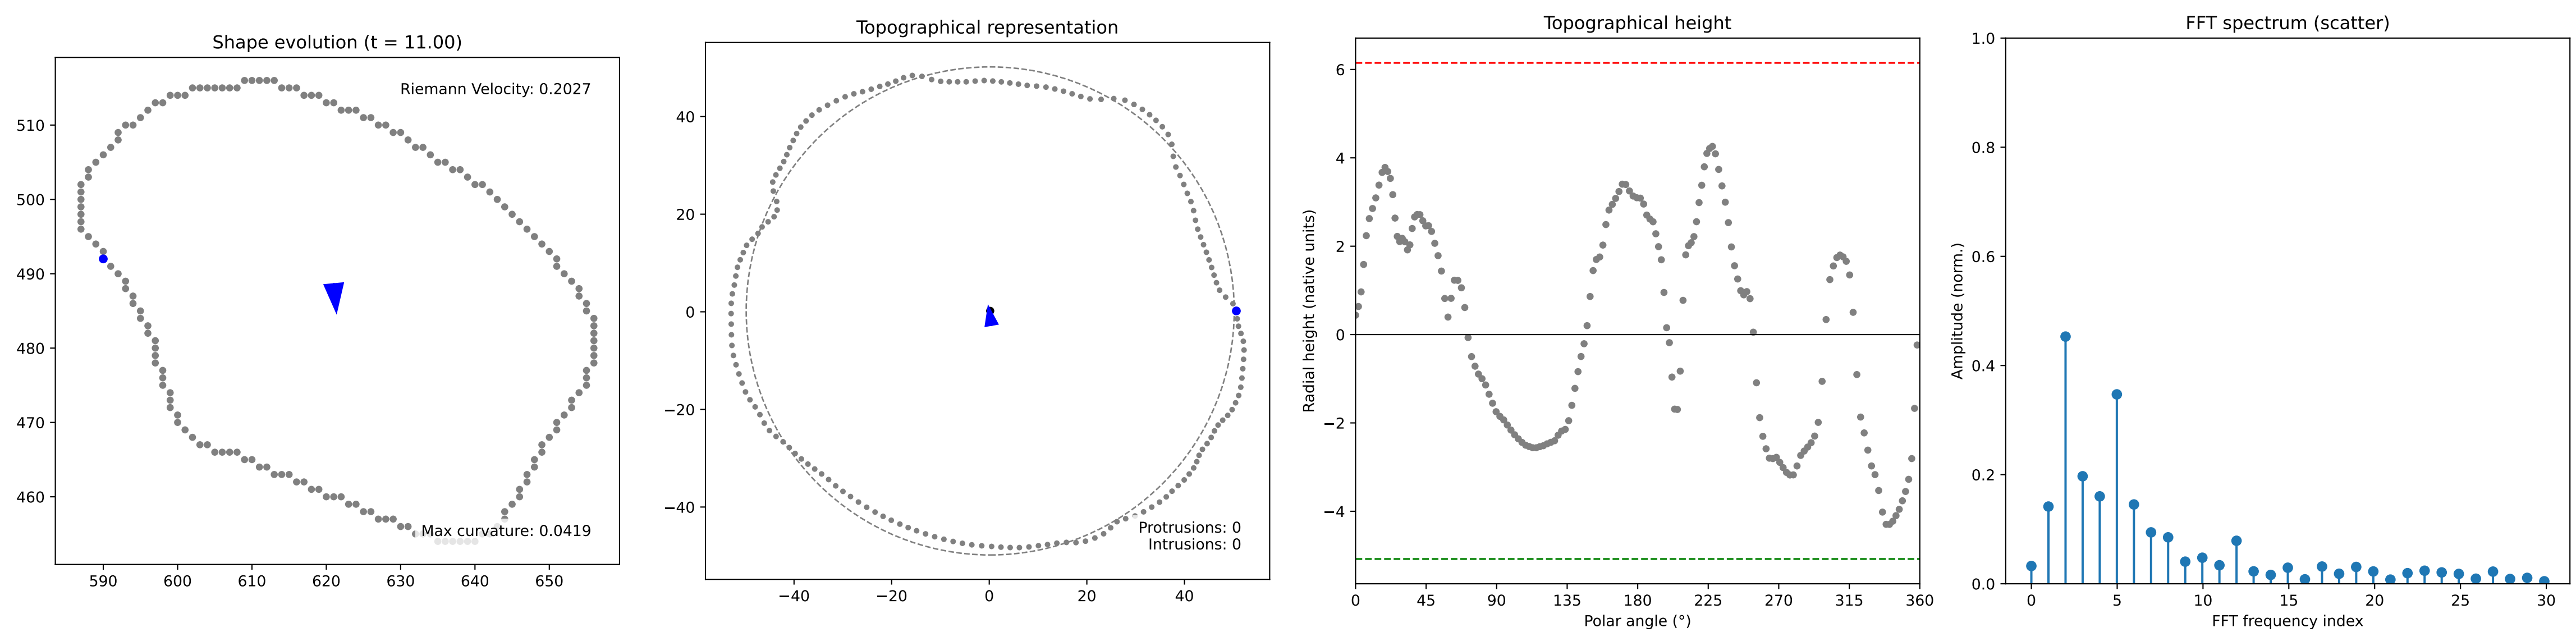 Shape evolution (t = 11.00)
Riemann Velocity: 0.2027
510
500
490
480
470
460
Max curvature: 0.0419
590 600 610 620 630 640 650
Topographical representation
40
20
0
−20
−40
Protrusions: 0
Intrusions: 0
−40 −20 0 20 40
Topographical height
Radial height (native units)
6
4
2
0
−2
−4
0 45 90 135 180 225 270 315 360
Polar angle (°)
FFT spectrum (scatter)
Amplitude (norm.)
1.0
0.8
0.6
0.4
0.2
0.0
0 5 10 15 20 25 30
FFT frequency index